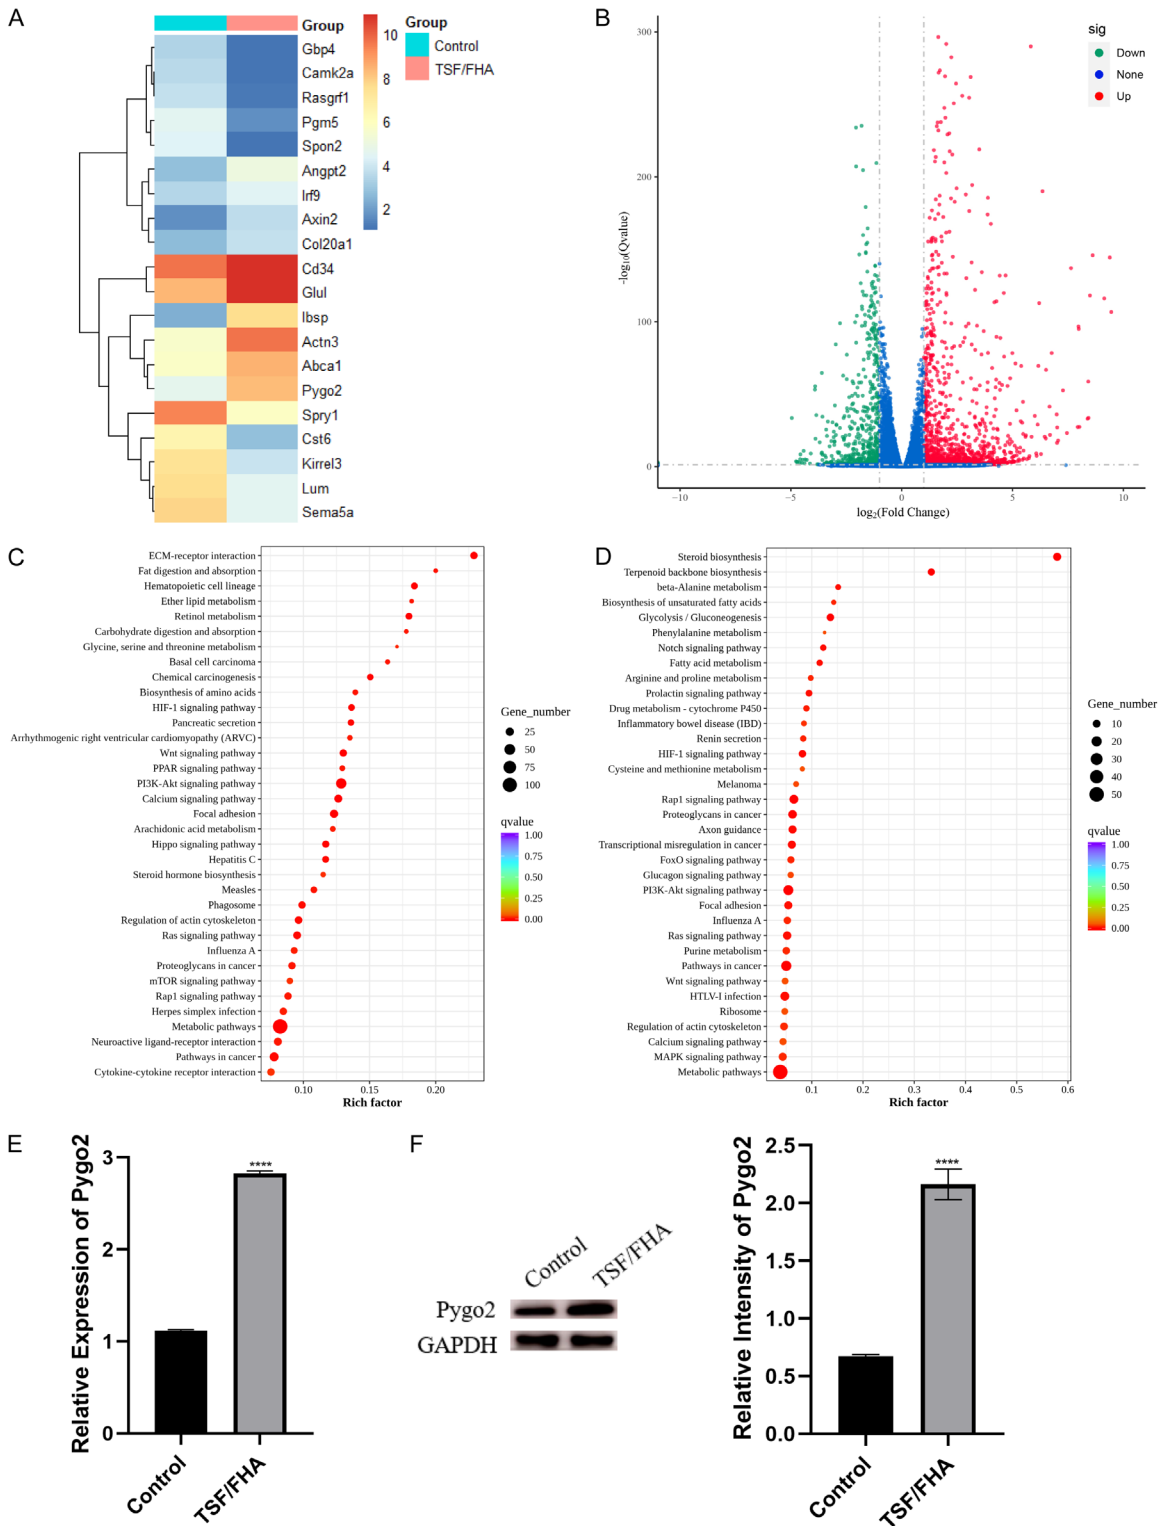 A
Group
Gbp4
Camk2a
Rasgrf1
Pgm5
Spon2
Angpt2
Irf9
Axin2
Col20a1
Cd34
Glul
Ibsp
Actn3
Abca1
Pygo2
Spry1
Cst6
Kirrel3
Lum
Sema5a
10
8
6
4
2
Group
Control
TSF/FHA
B
300
200
100
0
-log10(Qvalue)
-10
-5
0
5
10
log2(Fold Change)
sig
Down
None
Up
C
ECM-receptor interaction
Fat digestion and absorption
Hematopoietic cell lineage
Ether lipid metabolism
Retinol metabolism
Carbohydrate digestion and absorption
Glycine, serine and threonine metabolism
Basal cell carcinoma
Chemical carcinogenesis
Biosynthesis of amino acids
HIF-1 signaling pathway
Pancreatic secretion
Arrhythmogenic right ventricular cardiomyopathy (ARVC)
Wnt signaling pathway
PPAR signaling pathway
PI3K-Akt signaling pathway
Calcium signaling pathway
Focal adhesion
Arachidonic acid metabolism
Hippo signaling pathway
Hepatitis C
Steroid hormone biosynthesis
Measles
Phagosome
Regulation of actin cytoskeleton
Ras signaling pathway
Influenza A
Proteoglycans in cancer
mTOR signaling pathway
Rap1 signaling pathway
Herpes simplex infection
Metabolic pathways
Neuroactive ligand-receptor interaction
Pathways in cancer
Cytokine-cytokine receptor interaction
0.10
0.15
0.20
Rich factor
Gene_number
25
50
75
100
qvalue
1.00
0.75
0.50
0.25
0.00
D
Steroid biosynthesis
Terpenoid backbone biosynthesis
beta-Alanine metabolism
Biosynthesis of unsaturated fatty acids
Glycolysis / Gluconeogenesis
Phenylalanine metabolism
Notch signaling pathway
Fatty acid metabolism
Arginine and proline metabolism
Prolactin signaling pathway
Drug metabolism - cytochrome P450
Inflammatory bowel disease (IBD)
Renin secretion
HIF-1 signaling pathway
Cysteine and methionine metabolism
Melanoma
Rap1 signaling pathway
Proteoglycans in cancer
Axon guidance
Transcriptional misregulation in cancer
FoxO signaling pathway
Glucagon signaling pathway
PI3K-Akt signaling pathway
Focal adhesion
Influenza A
Ras signaling pathway
Purine metabolism
Pathways in cancer
Wnt signaling pathway
HTLV-I infection
Ribosome
Regulation of actin cytoskeleton
Calcium signaling pathway
MAPK signaling pathway
Metabolic pathways
0.1
0.2
0.3
0.4
0.5
0.6
Rich factor
Gene_number
10
20
30
40
50
qvalue
1.00
0.75
0.50
0.25
0.00
E
Relative Expression of Pygo2
3
2
1
0
****
Control
TSF/FHA
F
Control
TSF/FHA
Pygo2
GAPDH
Relative Intensity of Pygo2
2.5
2.0
1.5
1.0
0.5
0.0
****
Control
TSF/FHA